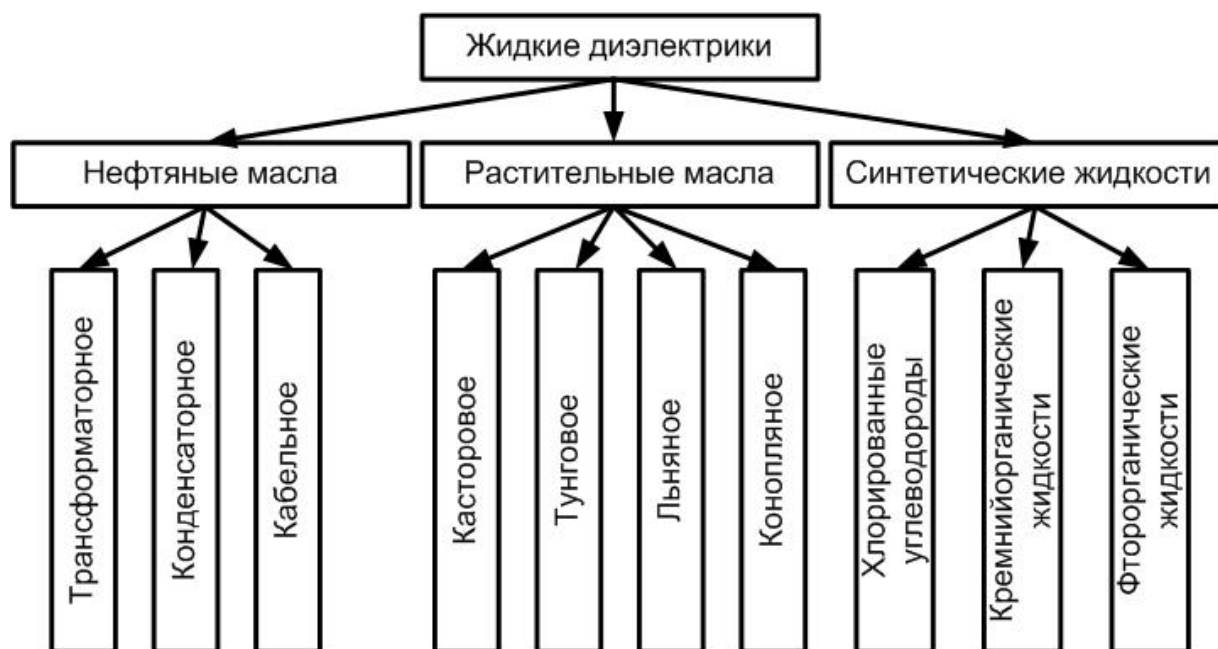 Жидкие диэлектрики
Нефтяные масла
Растительные масла
Синтетические жидкости
Трансформаторное
Конденсаторное
Кабельное
Касторовое
Тунговое
Льняное
Конопляное
Хлорированные
углеводороды
Кремнийорганические
жидкости
Фторорганические
жидкости